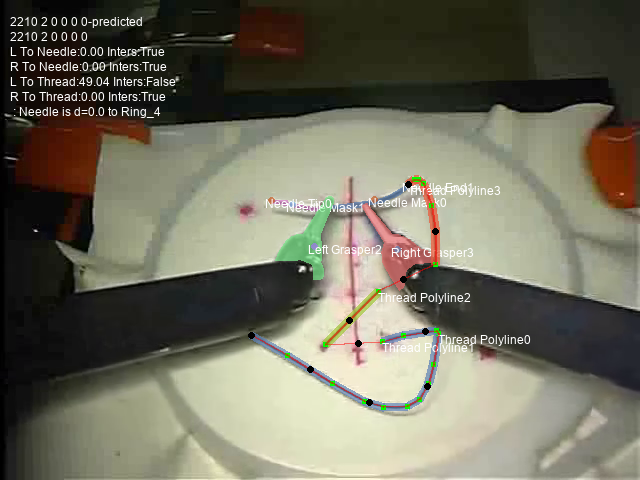 2210 2 0 0 0 0-predicted
2210 2 0 0 0 0
L To Needle:0.00 Inters:True
R To Needle:0.00 Inters:True
L To Thread:49.04 Inters:False
R To Thread:0.00 Inters:True
: Needle is d=0.0 to Ring_4
Thread Polyline3
Needle Tip0
Needle Mask1
Needle Mask0
Left Grasper2
Right Grasper3
Thread Polyline2
Thread Polyline0
Thread Polyline1